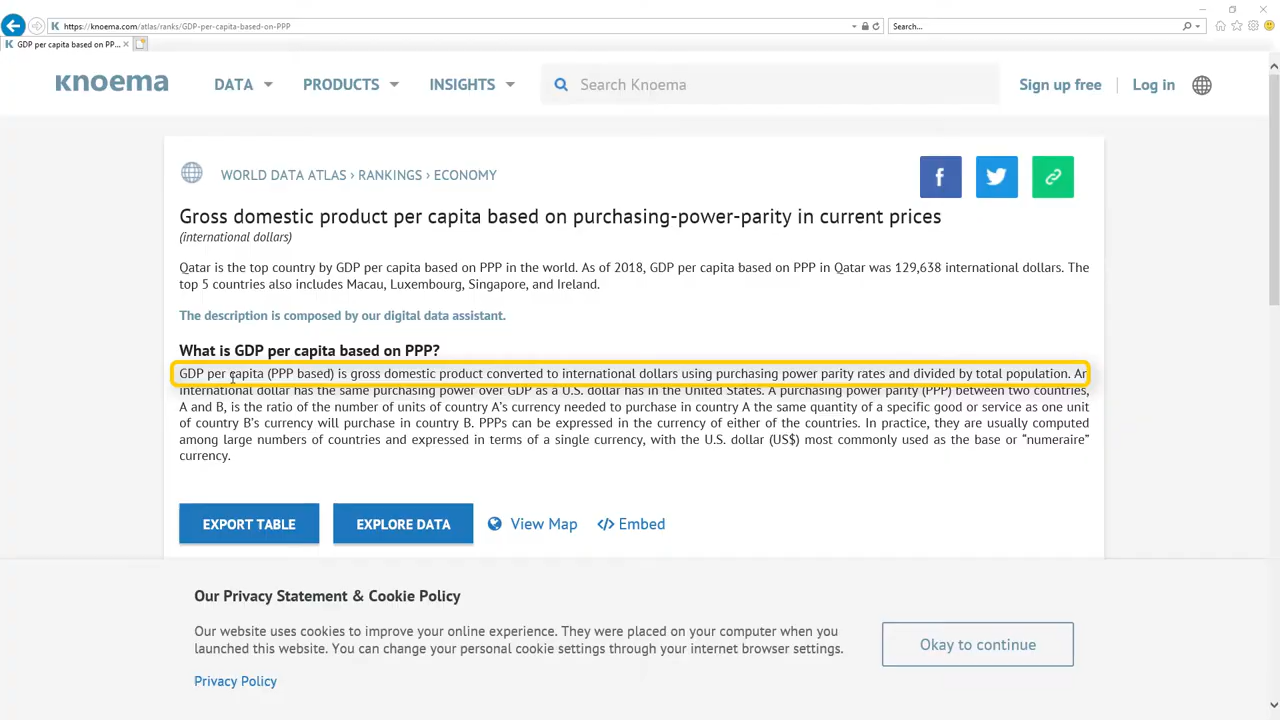 https://knoema.com/atlas/ranks/GDP-per-capita-based-on-PPP
Search...
K GDP per capita based on PP...
knoema
DATA
PRODUCTS
INSIGHTS
Search Knoema
Sign up free
Log in
WORLD DATA ATLAS › RANKINGS › ECONOMY
Gross domestic product per capita based on purchasing-power-parity in current prices
(international dollars)
Qatar is the top country by GDP per capita based on PPP in the world. As of 2018, GDP per capita based on PPP in Qatar was 129,638 international dollars. The
top 5 countries also includes Macau, Luxembourg, Singapore, and Ireland.
The description is composed by our digital data assistant.
What is GDP per capita based on PPP?
GDP per capita (PPP based) is gross domestic product converted to international dollars using purchasing power parity rates and divided by total population. An
international dollar has the same purchasing power over GDP as a U.S. dollar has in the United States. A purchasing power parity (PPP) between two countries,
A and B, is the ratio of the number of units of country A's currency needed to purchase in country A the same quantity of a specific good or service as one unit
of country B's currency will purchase in country B. PPPs can be expressed in the currency of either of the countries. In practice, they are usually computed
among large numbers of countries and expressed in terms of a single currency, with the U.S. dollar (US$) most commonly used as the base or "numeraire"
currency.
EXPORT TABLE
EXPLORE DATA
View Map
</> Embed
Our Privacy Statement & Cookie Policy
Our website uses cookies to improve your online experience. They were placed on your computer when you
launched this website. You can change your personal cookie settings through your internet browser settings.
Okay to continue
Privacy Policy